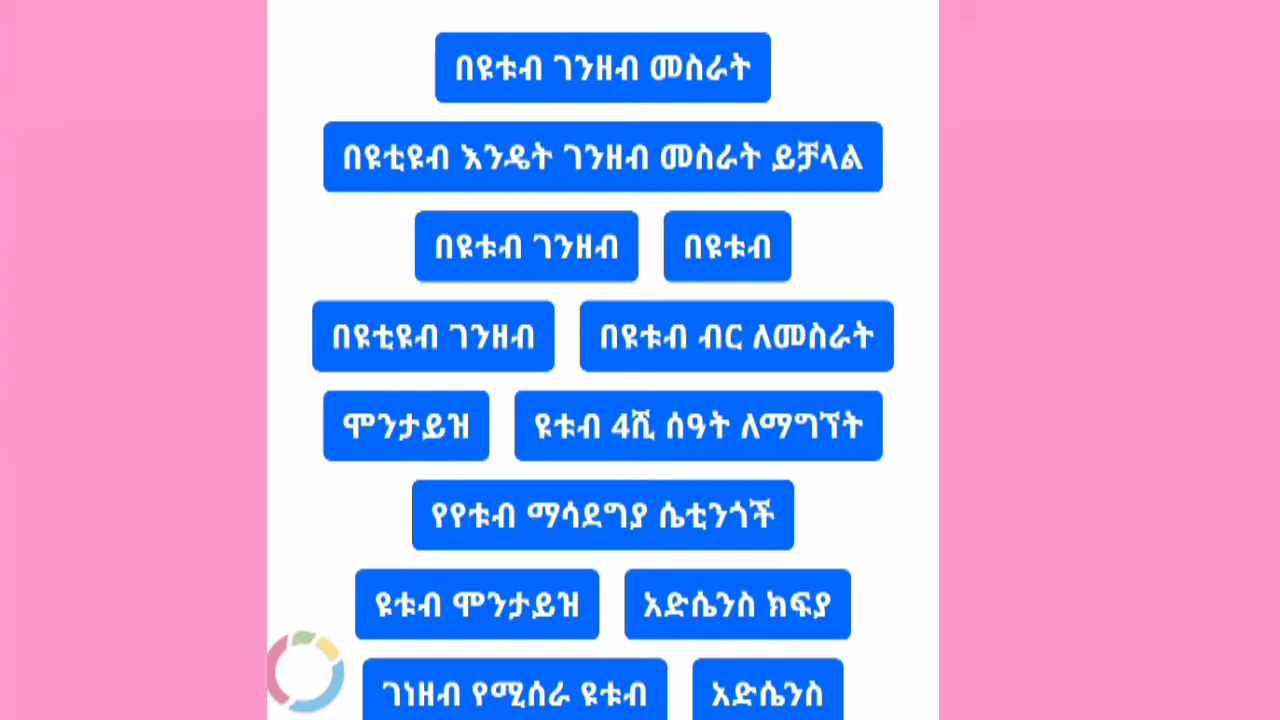 በዩቱብ ገንዘብ መስራት
በዩቲዩብ እንዴት ገንዘብ መስራት ይቻላል
በዩቱብ ገንዘብ በዩቱብ
በዩቲዩብ ገንዘብ በዩቱብ ብር ለመስራት
ሞንታይዝ ዩቱብ 4ሺ ሰዓት ለማግኘት
የየቱብ ማሳደግያ ሴቲንጎች
ዩቱብ ሞንታይዝ አድሴንስ ክፍያ
ገነዘብ የሚሰራ ዩቱብ አድሴንስ